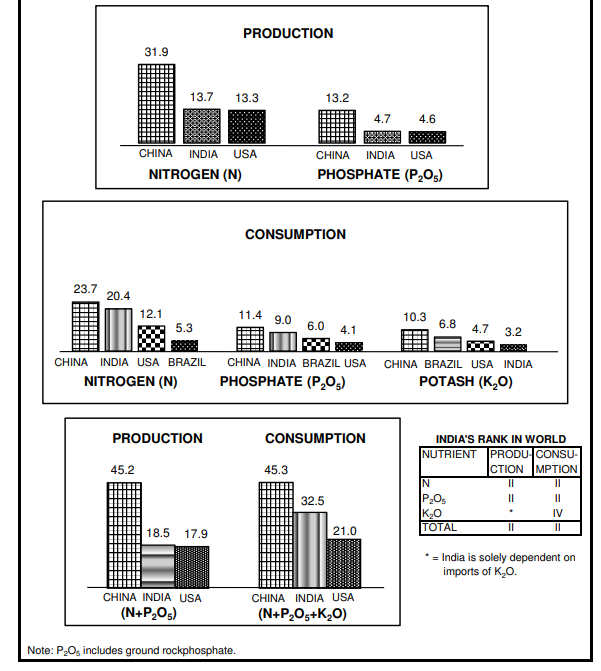 PRODUCTION
31.9
13.7 13.3 13.2
4.7 4.6
CHINA INDIA USA CHINA INDIA USA
NITROGEN (N) PHOSPHATE (P₂O₅)
CONSUMPTION
23.7 20.4 12.1 5.3 11.4 9.0 6.0 4.1 10.3 6.8 4.7 3.2
CHINA INDIA USA BRAZIL CHINA INDIA BRAZIL USA CHINA BRAZIL USA INDIA
NITROGEN (N) PHOSPHATE (P₂O₅) POTASH (K₂O)
PRODUCTION CONSUMPTION
45.2 45.3
18.5 17.9 32.5 21.0
CHINA INDIA USA CHINA INDIA USA
(N+P₂O₅) (N+P₂O₅+K₂O)
INDIA'S RANK IN WORLD
NUTRIENT PRODU- CONSU-
CTION MPTION
N II II
P₂O₅ II II
K₂O * IV
TOTAL II II
* = India is solely dependent on
imports of K₂O.
Note: P₂O₅ includes ground rockphosphate.